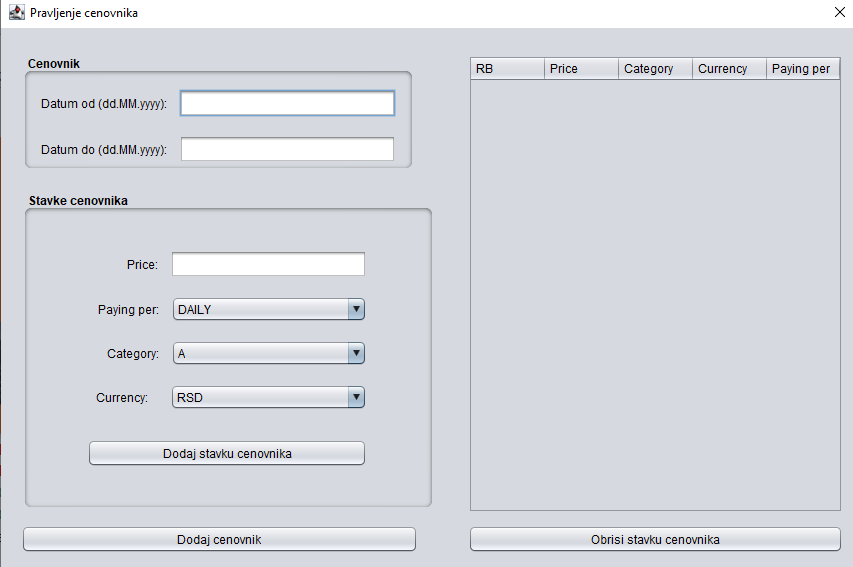 Pravljenje cenovnika
Cenovnik
Datum od (dd.MM.yyyy):
Datum do (dd.MM.yyyy):
Stavke cenovnika
Price:
Paying per: DAILY
Category: A
Currency: RSD
Dodaj stavku cenovnika
Dodaj cenovnik
RB Price Category Currency Paying per
Obrisi stavku cenovnika